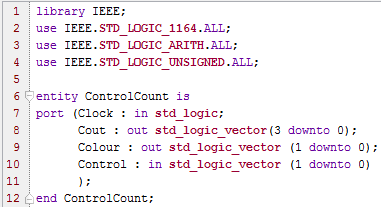 1 library IEEE;
2 use IEEE.STD_LOGIC_1164.ALL;
3 use IEEE.STD_LOGIC_ARITH.ALL;
4 use IEEE.STD_LOGIC_UNSIGNED.ALL;
5
6 entity ControlCount is
7 port (Clock : in std_logic;
8 Cout : out std_logic_vector(3 downto 0);
9 Colour : out std_logic_vector (1 downto 0);
10 Control : in std_logic_vector (1 downto 0)
11 );
12 end ControlCount;